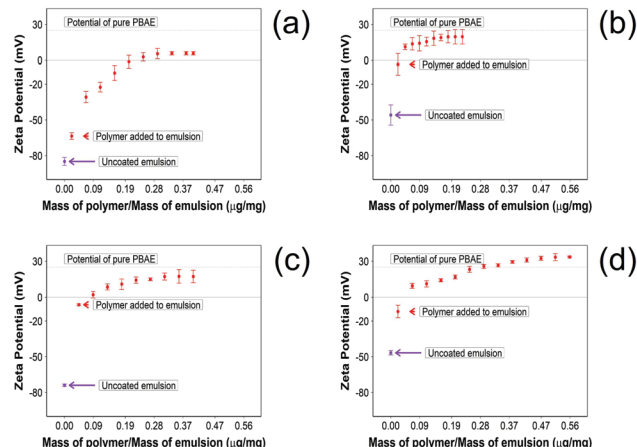 (a)
Potential of pure PBAE
Zeta Potential (mV)
30
0
-20
-50
-80
Polymer added to emulsion
Uncoated emulsion
0.00 0.09 0.19 0.28 0.37 0.47 0.56
Mass of polymer/Mass of emulsion (μg/mg)
(b)
Potential of pure PBAE
Zeta Potential (mV)
30
0
-20
-50
-80
Polymer added to emulsion
Uncoated emulsion
0.00 0.09 0.19 0.28 0.37 0.47 0.56
Mass of polymer/Mass of emulsion (μg/mg)
(c)
Potential of pure PBAE
Zeta Potential (mV)
30
0
-20
-50
-80
Polymer added to emulsion
Uncoated emulsion
0.00 0.09 0.19 0.28 0.37 0.47 0.56
Mass of polymer/Mass of emulsion (μg/mg)
(d)
Potential of pure PBAE
Zeta Potential (mV)
30
0
-20
-50
-80
Polymer added to emulsion
Uncoated emulsion
0.00 0.09 0.19 0.28 0.37 0.47 0.56
Mass of polymer/Mass of emulsion (μg/mg)